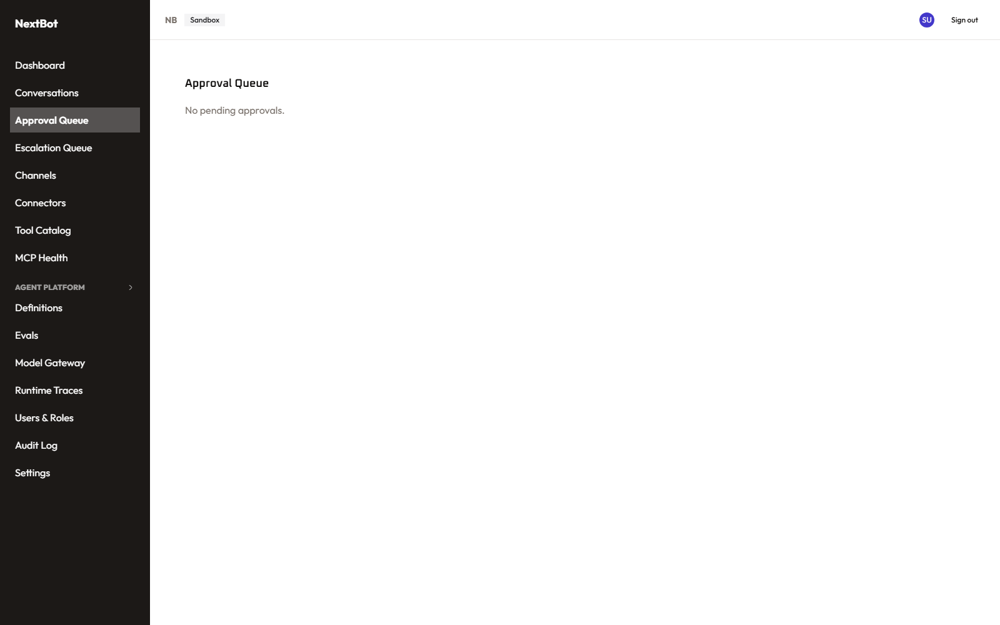 NextBot
Dashboard
Conversations
Approval Queue
Escalation Queue
Channels
Connectors
Tool Catalog
MCP Health
AGENT PLATFORM
Definitions
Evals
Model Gateway
Runtime Traces
Users & Roles
Audit Log
Settings
NB Sandbox
SU Sign out
Approval Queue
No pending approvals.